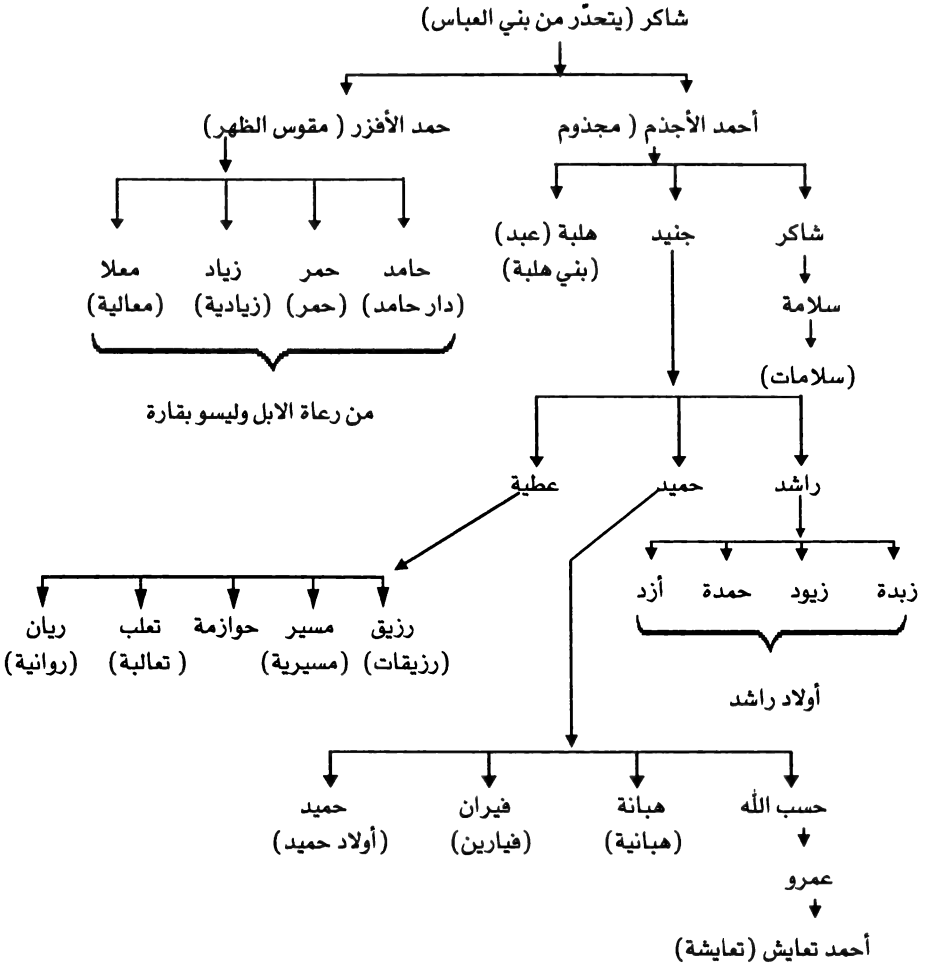 شاكر (يتحدّر من بني العباس)
أحمد الأجذم ( مجذوم
حمد الأفزر ( مقوس الظهر)
شاكر
جنيد
هلبة (عبد)
(بني هلبة)
سلامة
(سلامات)
حامد
(دار حامد)
حمر
(حمر)
زياد
(زيادية)
معلا
(معالية)
من رعاة الابل وليسو بقارة
راشد
حميد
عطية
زبدة
زيود
حمدة
أزد
أولاد راشد
رزيق
(رزيقات)
مسير
(مسيرية)
حوازمة
تعلب
( تعالبة)
ريان
(روانية)
حسب الله
هبانة
(هبانية)
فيران
(فيارين)
حميد
(أولاد حميد)
عمرو
أحمد تعايش (تعايشة)